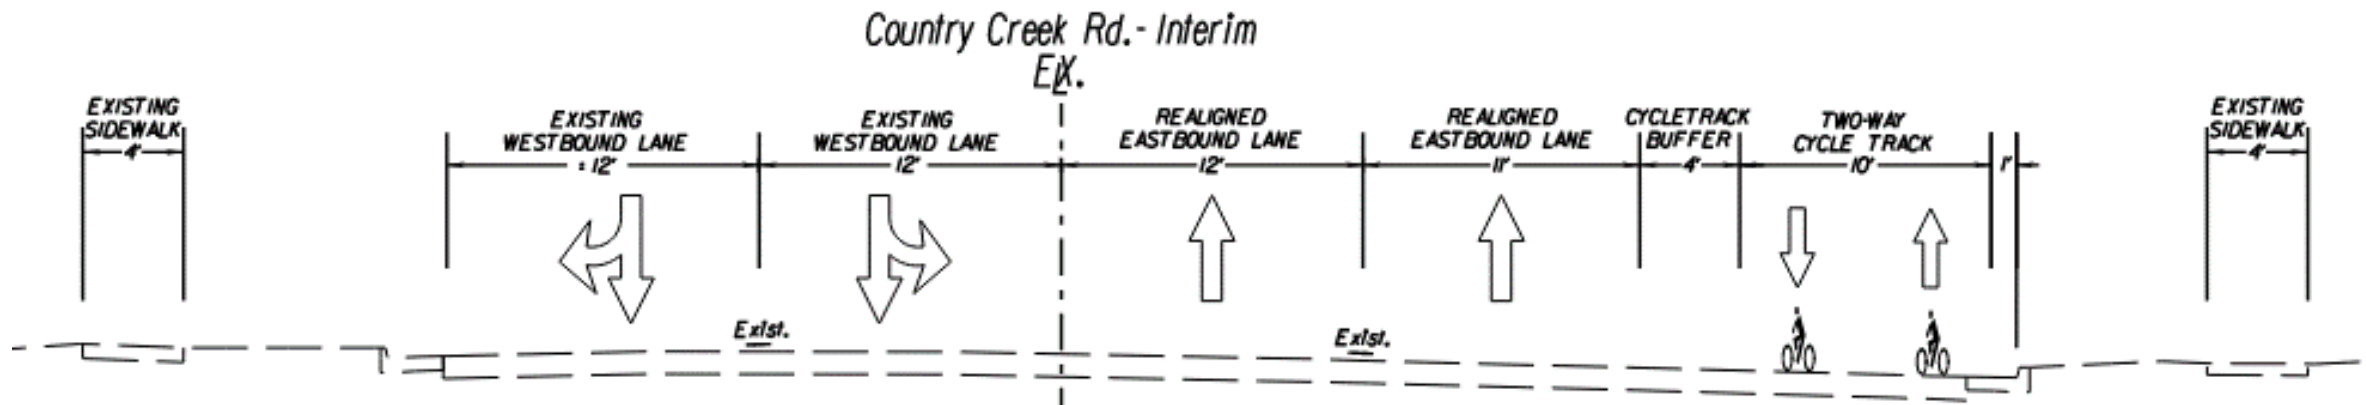 Country Creek Rd.- Interim
EX.
EXISTING
SIDEWALK
4'
EXISTING
WESTBOUND LANE
± 12'
EXISTING
WESTBOUND LANE
12'
REALIGNED
EASTBOUND LANE
12'
REALIGNED
EASTBOUND LANE
11'
CYCLETRACK
BUFFER
4'
TWO-WAY
CYCLE TRACK
10'
1'
EXISTING
SIDEWALK
4'
Exist.
Exist.